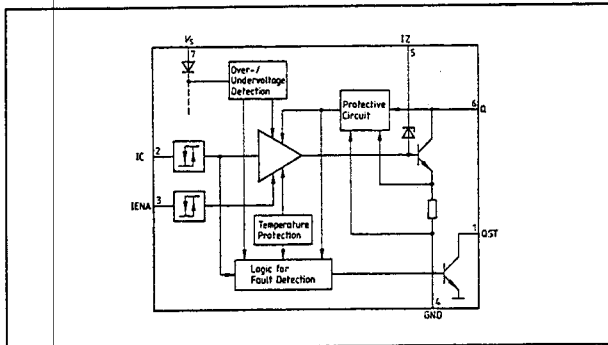 Vs
7
IZ
5
Over-/
Undervoltage
Detection
Protective
Circuit
6
Q
IC
2
IENA
3
Temperature
Protection
1
QST
Logic for
Fault Detection
4
GND